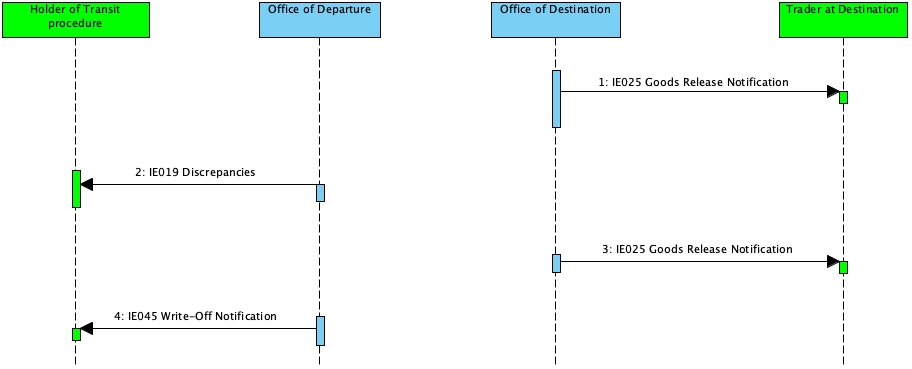 Holder of Transit
procedure
Office of Departure
Office of Destination
Trader at Destination
1: IE025 Goods Release Notification
2: IE019 Discrepancies
3: IE025 Goods Release Notification
4: IE045 Write-Off Notification